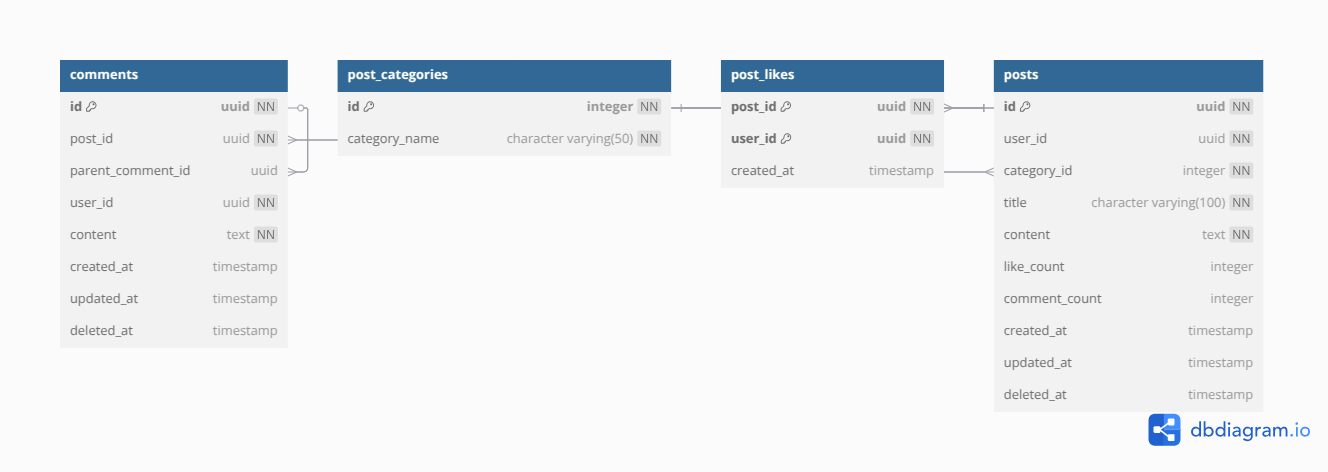 comments
id uuid NN
post_id uuid NN
parent_comment_id uuid
user_id uuid NN
content text NN
created_at timestamp
updated_at timestamp
deleted_at timestamp
post_categories
id integer NN
category_name character varying(50) NN
post_likes
post_id uuid NN
user_id uuid NN
created_at timestamp
posts
id uuid NN
user_id uuid NN
category_id integer NN
title character varying(100) NN
content text NN
like_count integer
comment_count integer
created_at timestamp
updated_at timestamp
deleted_at timestamp
dbdiagram.io